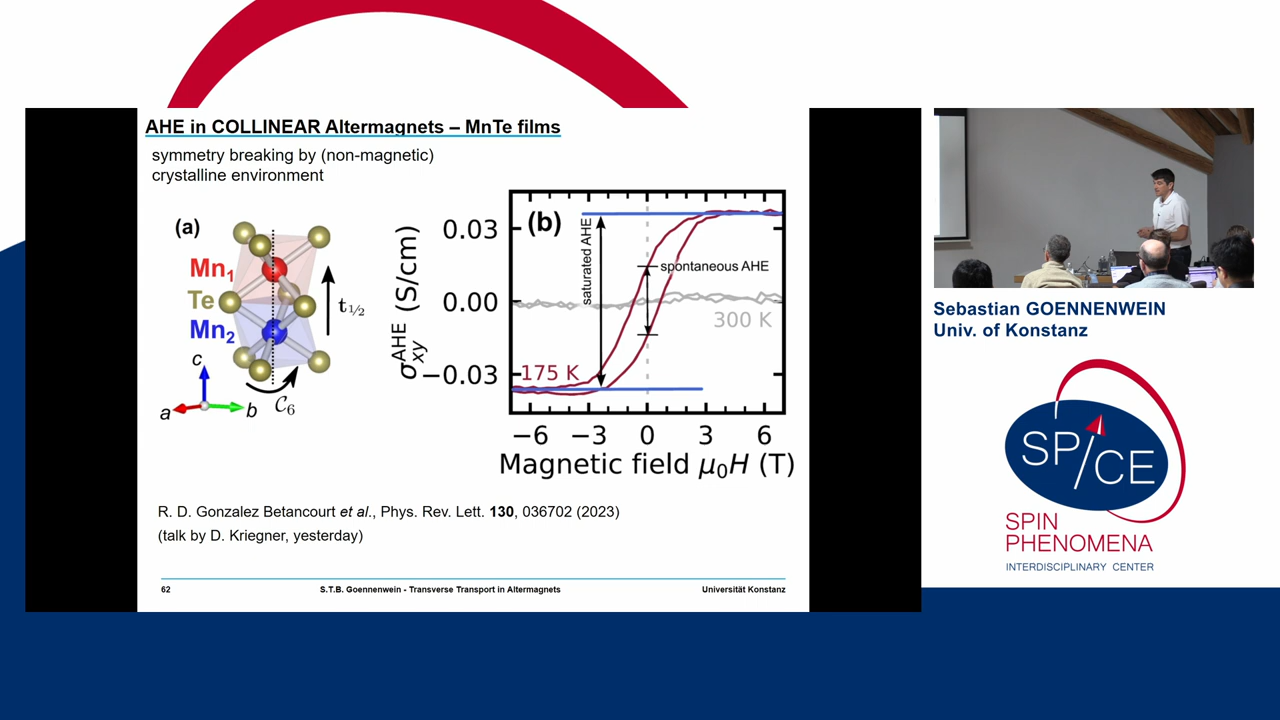 AHE in COLLINEAR Altermagnets – MnTe films
symmetry breaking by (non-magnetic)
crystalline environment
(a)
Mn1
Te
Mn2
t1/2
c
a
b
C6
σxy^AHE (S/cm)
0.03
0.00
−0.03
(b)
saturated AHE
spontaneous AHE
300 K
175 K
−6 −3 0 3 6
Magnetic field μ0H (T)
R. D. Gonzalez Betancourt et al., Phys. Rev. Lett. 130, 036702 (2023)
(talk by D. Kriegner, yesterday)
62 S.T.B. Goennenwein - Transverse Transport in Altermagnets Universität Konstanz
Sebastian GOENNENWEIN
Univ. of Konstanz
SP/CE
SPIN
PHENOMENA
INTERDISCIPLINARY CENTER